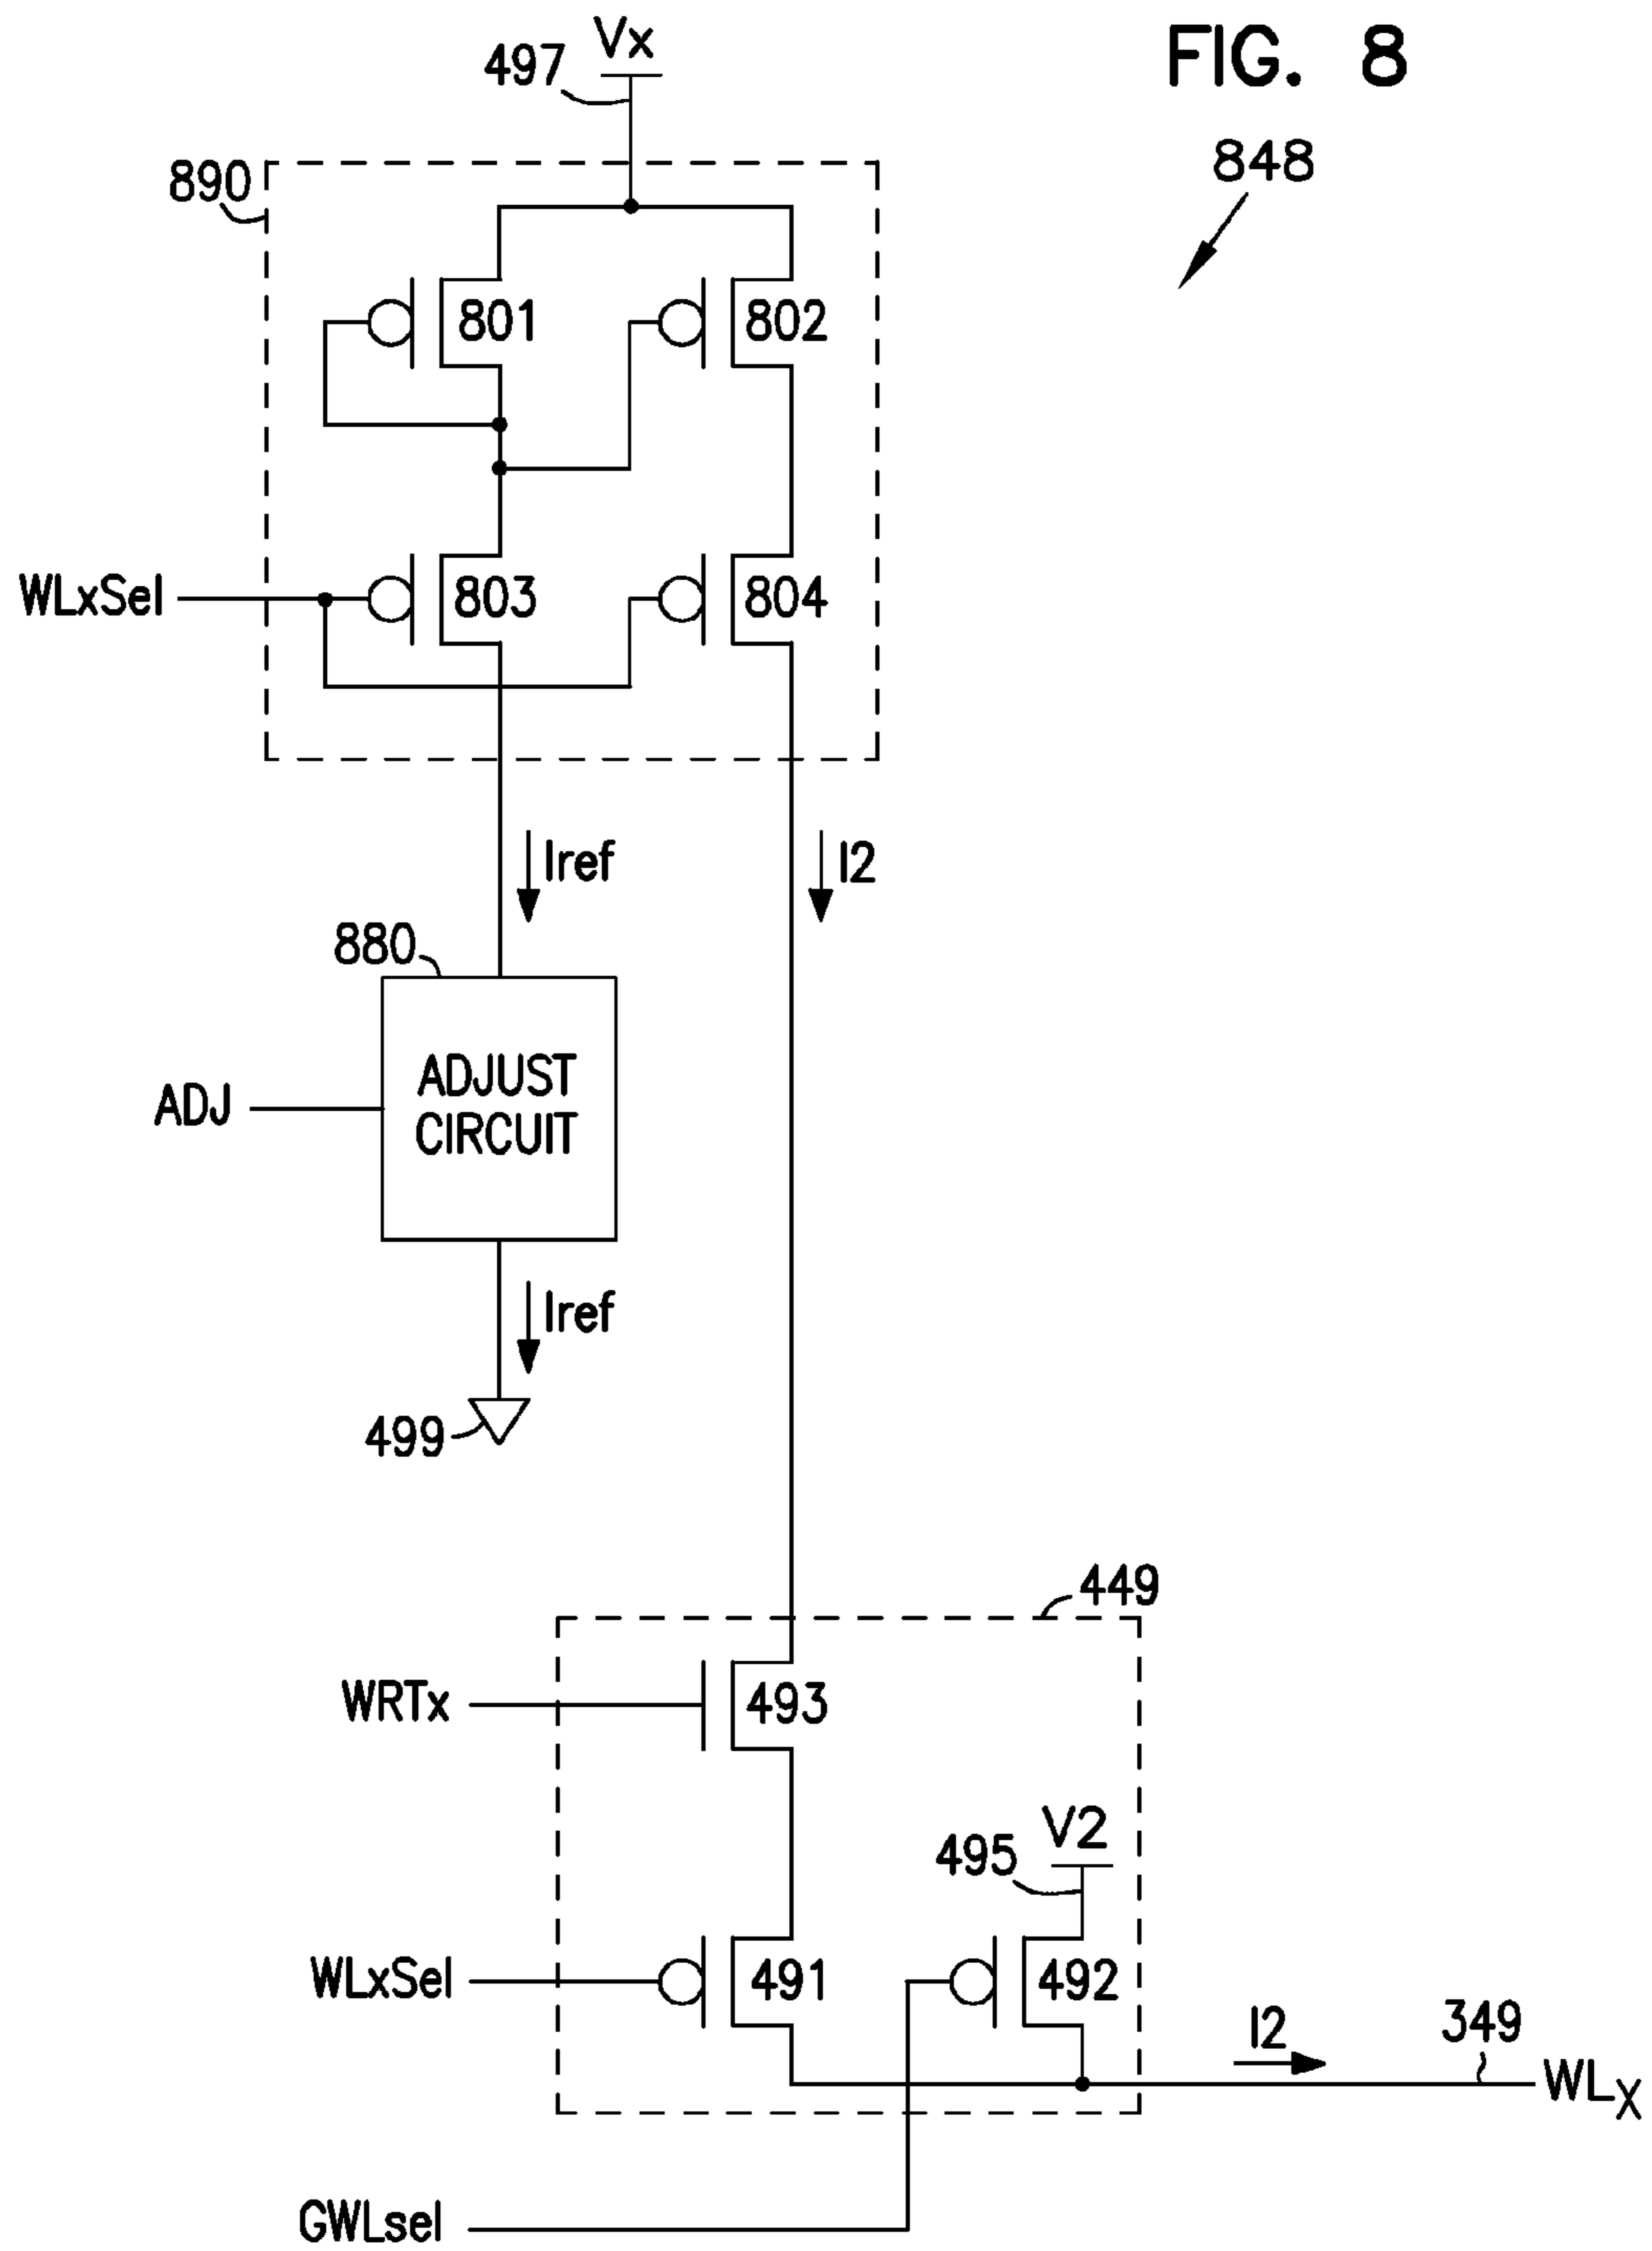 FIG. 8
Vx
497
848
890
801
802
WLxSel
803
804
Iref
I2
880
ADJUST
CIRCUIT
ADJ
Iref
499
449
WRTx
493
V2
495
WLxSel
491
492
I2
349
WLX
GWLsel